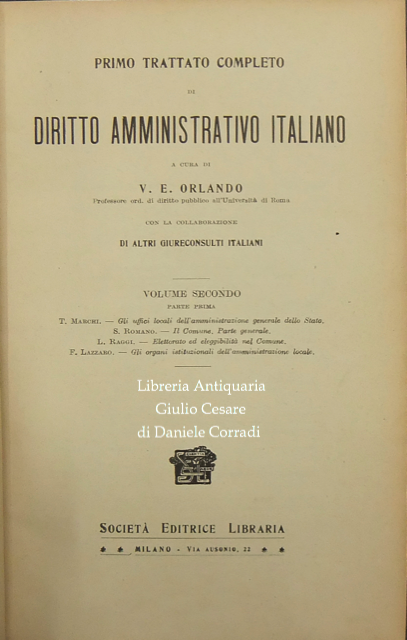 PRIMO TRATTATO COMPLETO
DI
DIRITTO AMMINISTRATIVO ITALIANO
A CURA DI
V. E. ORLANDO
Professore ord. di diritto pubblico all'Università di Roma
CON LA COLLABORAZIONE
DI ALTRI GIURECONSULTI ITALIANI
VOLUME SECONDO
PARTE PRIMA
T. MARCHI. — Gli uffici locali dell'amministrazione generale dello Stato.
S. ROMANO. — Il Comune, Parte generale.
L. RAGGI. — Elettorato ed eleggibilità nel Comune.
F. LAZZARO. — Gli organi istituzionali dell'amministrazione locale.
Libreria Antiquaria
Giulio Cesare
di Daniele Corradi
SOCIETÀ EDITRICE LIBRARIA
MILANO - VIA AUSONIO, 22